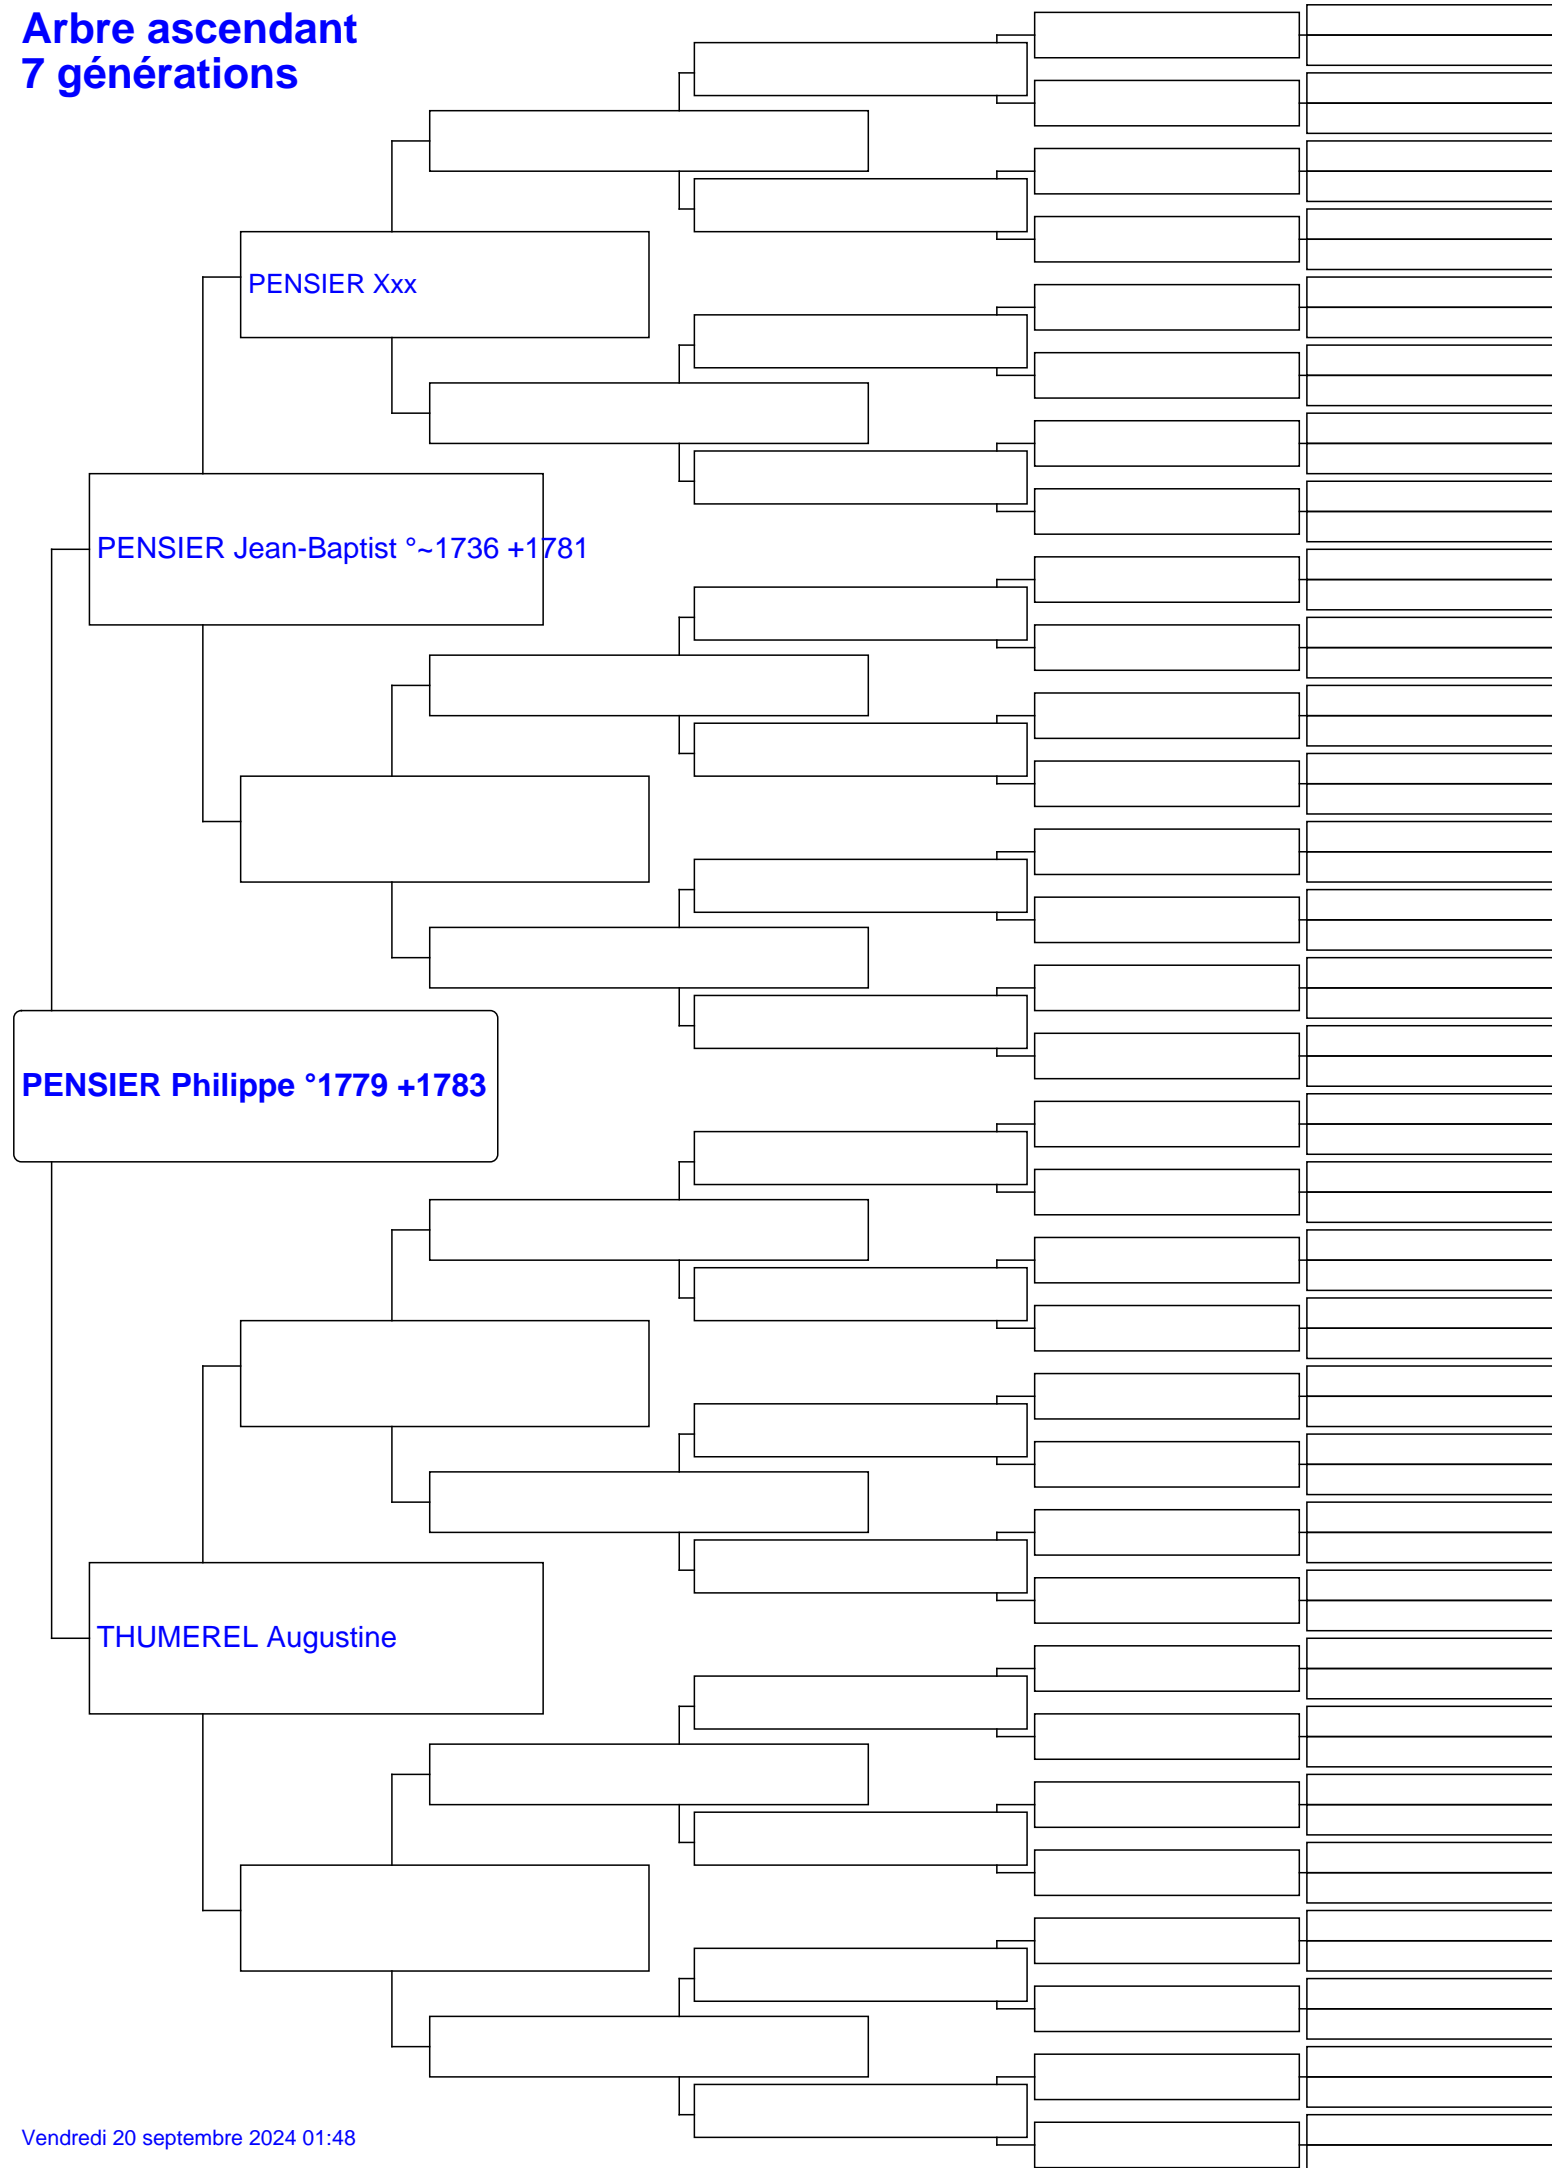 Arbre ascendant
7 générations
PENSIER Xxx
PENSIER Jean-Baptist °~1736 +1781
PENSIER Philippe °1779 +1783
THUMEREL Augustine
Vendredi 20 septembre 2024 01:48